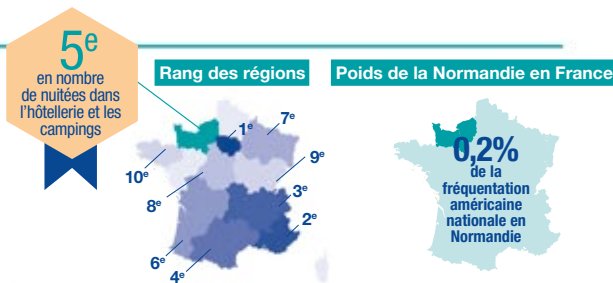 5e
en nombre
de nuitées dans
l'hôtellerie et les
campings
Rang des régions
1e
7e
9e
10e
8e
3e
2e
6e
4e
Poids de la Normandie en France
0,2%
de la
fréquentation
américaine
nationale en
Normandie